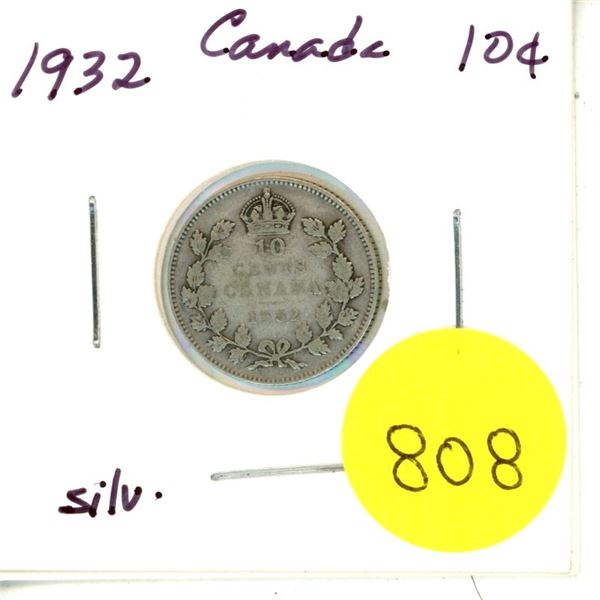 1932 Canada 10¢
10
CENTS
CANADA
1932
silv.
808